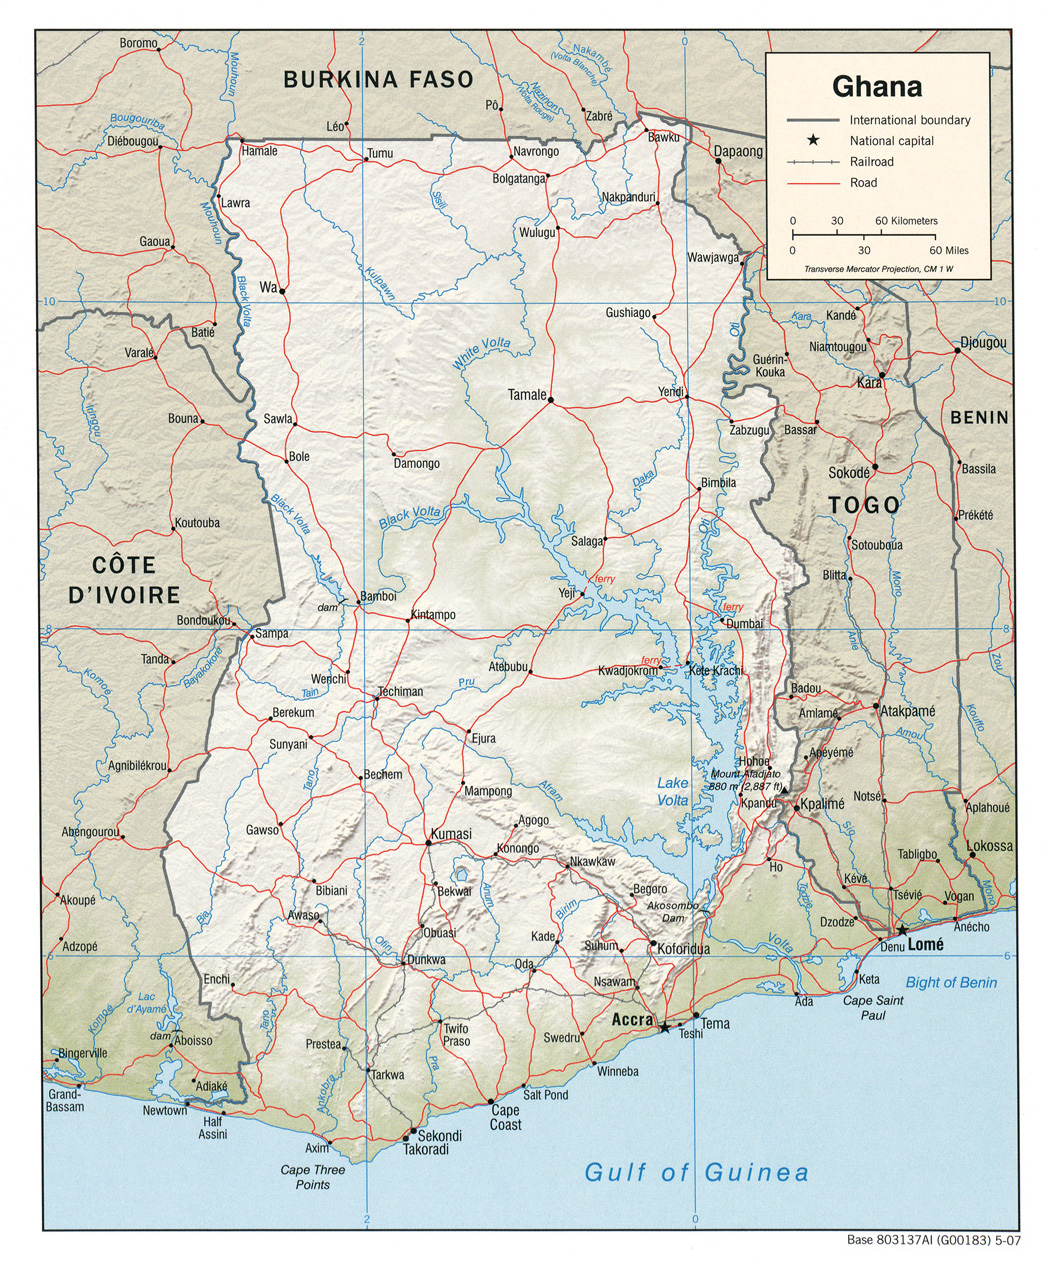 Ghana
International boundary
National capital
Railroad
Road
0 30 60 Kilometers
0 30 60 Miles
Transverse Mercator Projection, CM 1 W
2
0
Boromo
Mouhoun
BURKINA FASO
Nakambé
(Volta Blanche)
Nazinon
(Volta Rouge)
Pô
Zabré
Bougouriba
Diébougou
Léo
Hamale
Tumu
Navrongo
Bawku
Dapaong
Bolgatanga
Lawra
Sisili
Nakpanduri
Mouhoun
Gaoua
Wulugu
Wawjawga
Kulpawn
Wa
Black Volta
10
10
Batié
Gushiago
Oti
Kara
Kandé
White Volta
Niamtougou
Djougou
Varalé
Guérin-
Kouka
Kara
Iringou
Tamale
Yendi
BENIN
Bouna
Sawla
Zabzugu
Bassar
Bole
Damongo
Sokodé
Bassila
Daka
Bimbila
TOGO
Black Volta
Black Volta
Oti
Prékété
Koutouba
Salaga
Sotouboua
CÔTE
D'IVOIRE
ferry
Yeji
Blitta
Mono
dam
Bamboi
ferry
Bondoukou
Kintampo
Dumbai
8
8
Sampa
Anie
Tanda
Bayakokore
Komoé
Wenchi
Atebubu
ferry
Kwadjokrom
Kete Krachi
Zou
Tain
Pru
Techiman
Badou
Berekum
Amlamé
Atakpamé
Kouffo
Sunyani
Ejura
Amou
Apéyémé
Agnibilékrou
Tano
Bechem
Hohoe
Mount Afadjato
880 m (2,887 ft)
Lake
Volta
Afram
Mampong
Kpandu
Kpalimé
Notsé
Aplahoué
Agogo
Abengourou
Gawso
Kumasi
Sio
Konongo
Tabligbo
Lokossa
Nkawkaw
Ho
Bibiani
Bekwai
Begoro
Kévé
Tsévié
Vogan
Mono
Akoupé
Anum
Birim
Akosombo
Dam
Todzie
Bia
Awaso
Dzodze
Anécho
Adzopé
Obuasi
Kade
Suhum
Koforidua
Volta
Denu
Lomé
Ofin
Dunkwa
Oda
6
Enchi
Nsawam
Keta
Bight of Benin
Lac
d'Ayamé
Ada
Cape Saint
Paul
Komoé
Tano
Accra
Tema
Teshi
dam
Aboisso
Prestea
Twifo
Praso
Swedru
Bingerville
Pra
Winneba
Adiaké
Ankobra
Tarkwa
Grand-
Bassam
Newtown
Half
Assini
Salt Pond
Cape
Coast
Axim
Sekondi
Takoradi
Cape Three
Points
Gulf of Guinea
2
0
Base 803137AI (G00183) 5-07